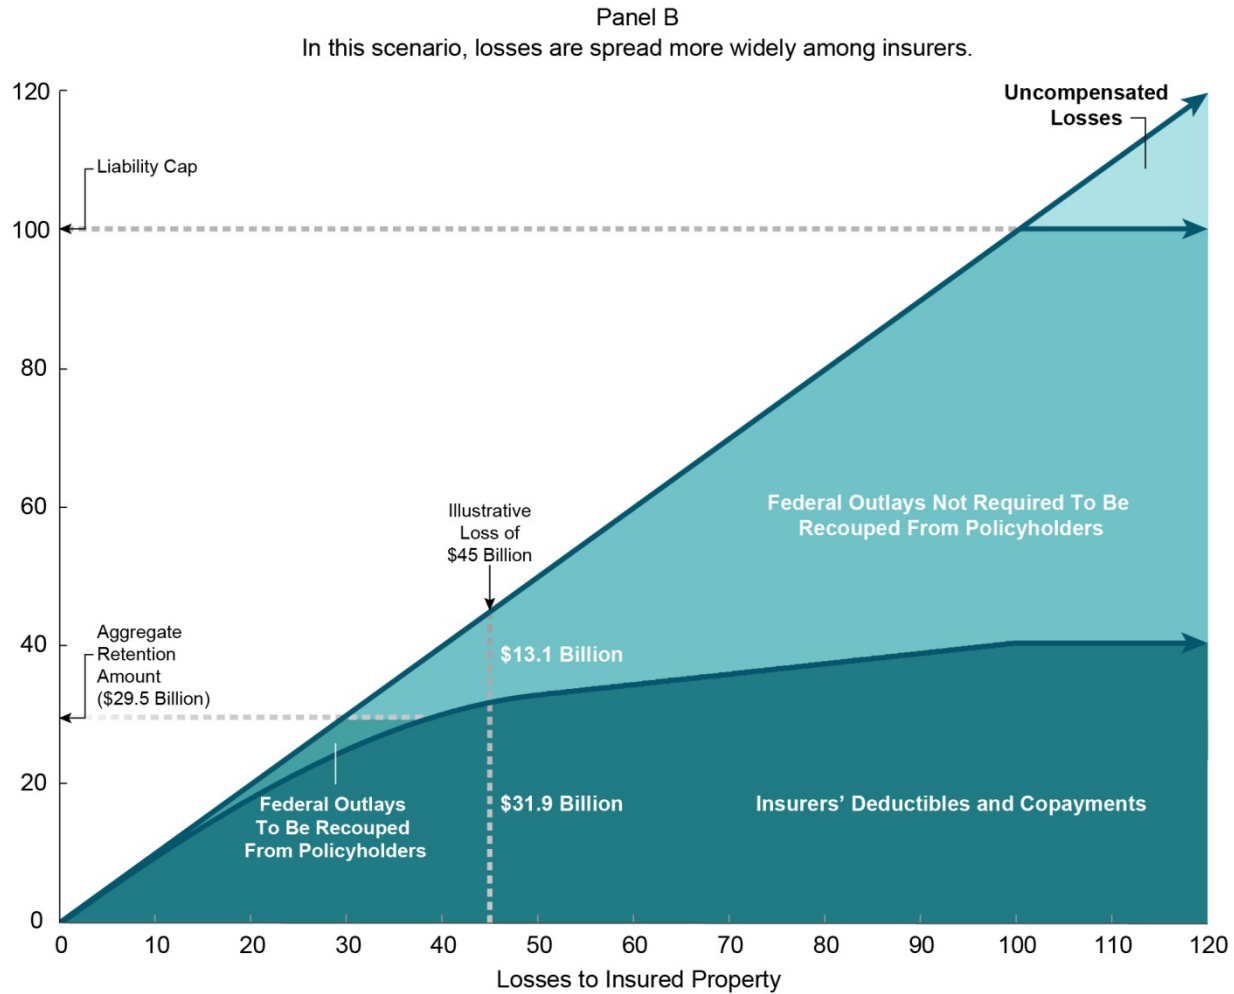 Panel B
In this scenario, losses are spread more widely among insurers.
120
Uncompensated
Losses
Liability Cap
100
80
Federal Outlays Not Required To Be
Recouped From Policyholders
60
Illustrative
Loss of
$45 Billion
Aggregate
Retention
Amount
($29.5 Billion)
40
$13.1 Billion
20
Federal Outlays
To Be Recouped
From Policyholders
$31.9 Billion
Insurers’ Deductibles and Copayments
0
0 10 20 30 40 50 60 70 80 90 100 110 120
Losses to Insured Property